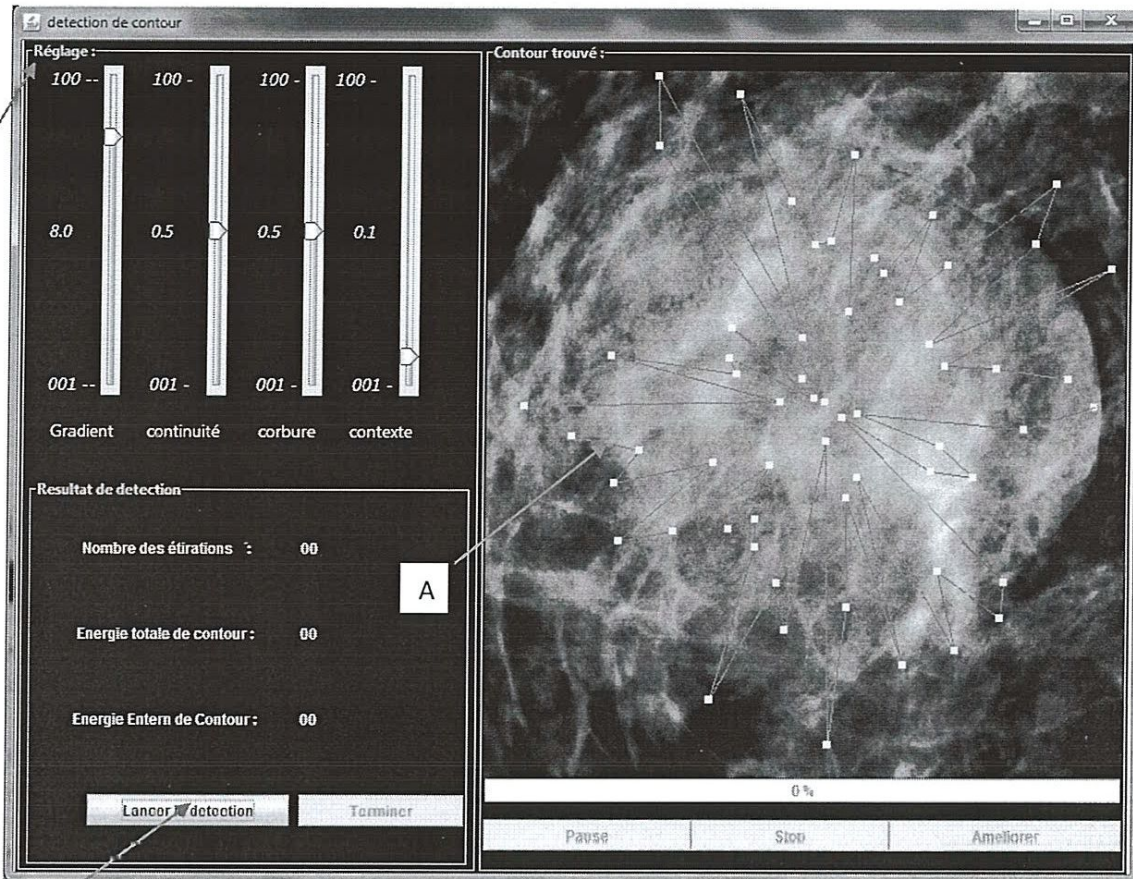 detection de contour
Réglage :
100 -- 100 - 100 - 100 -
8.0 0.5 0.5 0.1
001 -- 001 - 001 - 001 -
Gradient continuité corbure contexte
Resultat de detection
Nombre des étirations : 00
Energie totale de contour : 00
Energie Entern de Contour : 00
Lancer detection Terminer
Contour trouvé :
A
0 %
Pause Stop Ameliorer